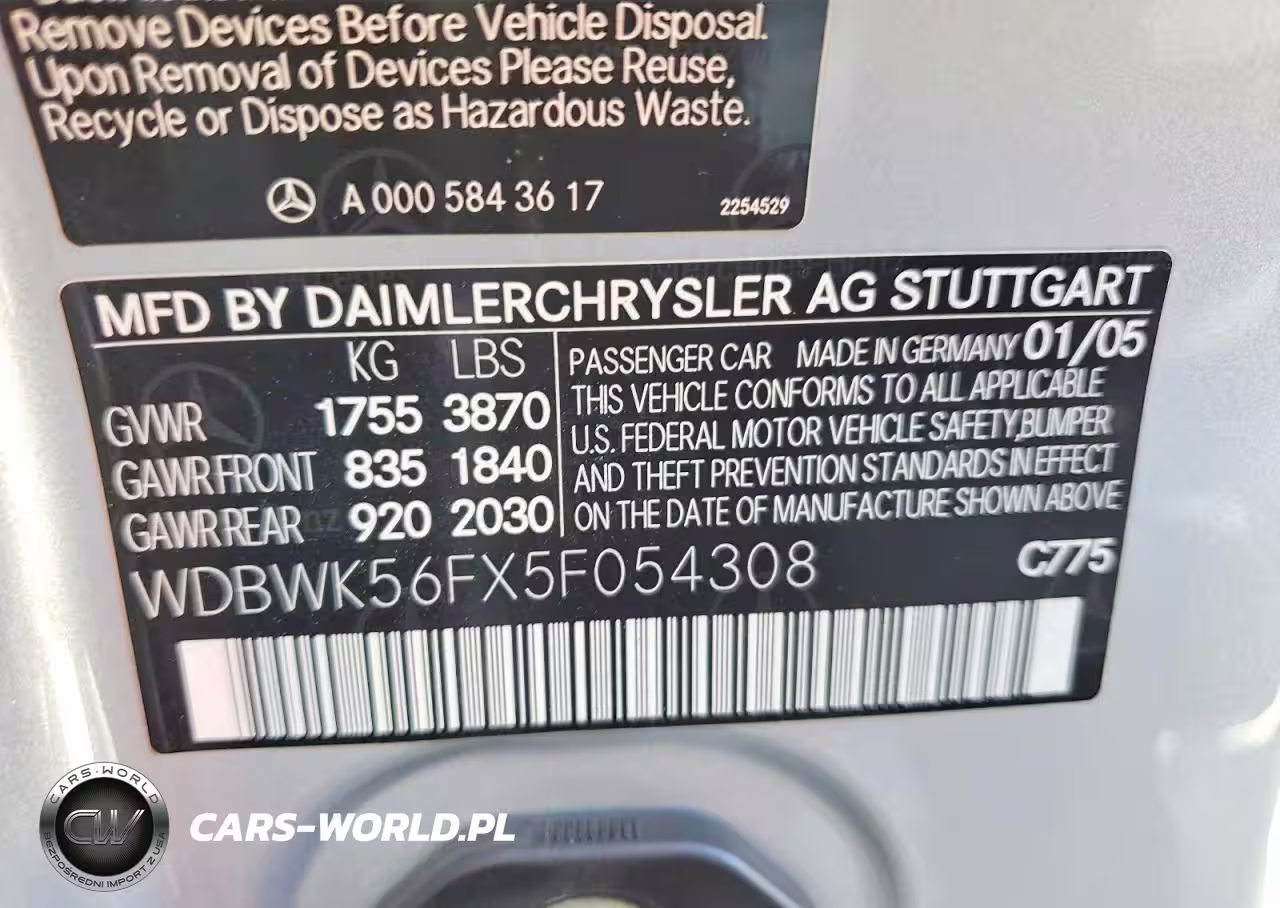 Remove Devices Before Vehicle Disposal.
Upon Removal of Devices Please Reuse,
Recycle or Dispose as Hazardous Waste.
A 000 584 36 17
2254529
MFD BY DAIMLERCHRYSLER AG STUTTGART
KG LBS
GVWR 1755 3870
GAWR FRONT 835 1840
GAWR REAR 920 2030
PASSENGER CAR MADE IN GERMANY 01/05
THIS VEHICLE CONFORMS TO ALL APPLICABLE
U.S. FEDERAL MOTOR VEHICLE SAFETY,BUMPER
AND THEFT PREVENTION STANDARDS IN EFFECT
ON THE DATE OF MANUFACTURE SHOWN ABOVE
WDBWK56FX5F054308
C775
CARS-WORLD
CW
BEZPOŚREDNI IMPORT Z USA
CARS-WORLD.PL